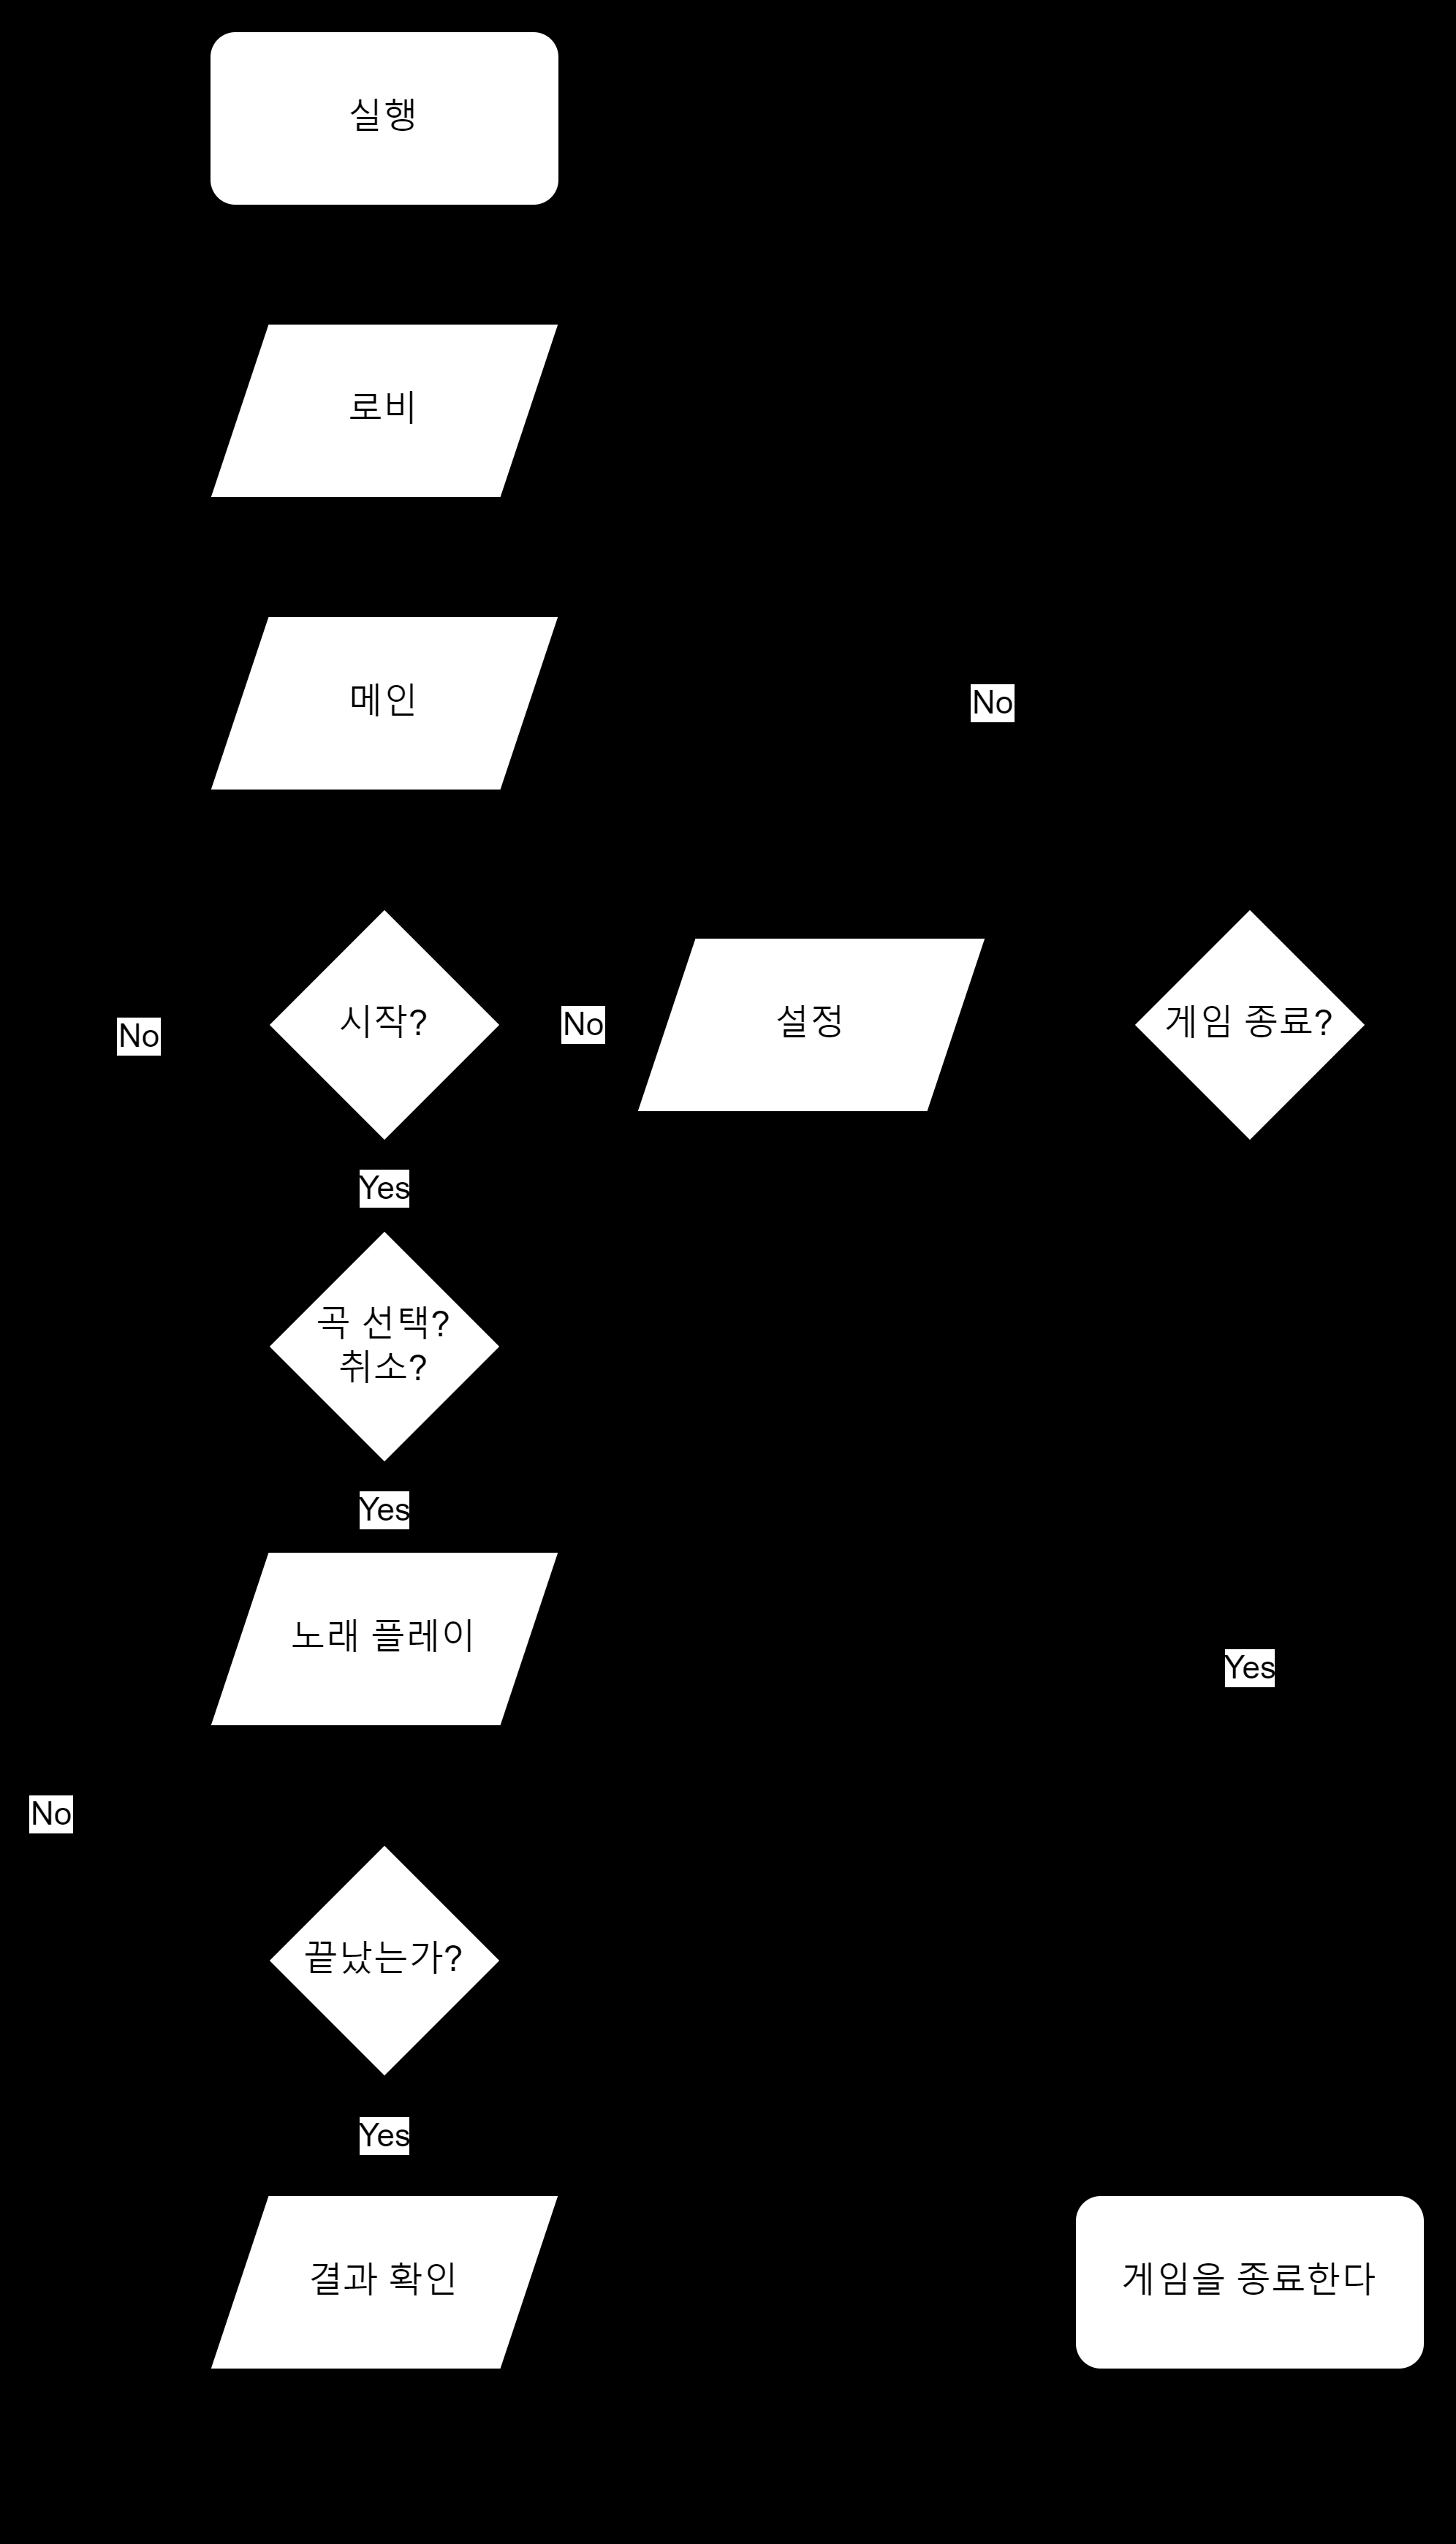 실행
로비
메인
No
시작?
No
No
설정
게임 종료?
Yes
곡 선택?
취소?
Yes
노래 플레이
Yes
No
끝났는가?
Yes
결과 확인
게임을 종료한다